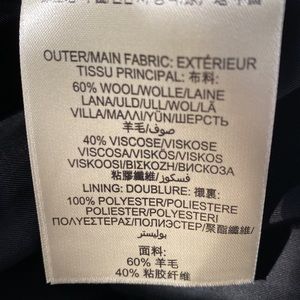 OUTER/MAIN FABRIC: EXTÉRIEUR
TISSU PRINCIPAL: 布料:
60% WOOL/WOLLE/LAINE
LANA/ULD/ULL/WOL/LÃ
VILLA/ΜΑΛΛΙ/YÜN/ШЕРСТЬ
صوف/羊毛
40% VISCOSE/VISKOSE
VISCOSA/VISKÓS/VISKOS
VISKOOSI/ΒΙΣΚΟΖΗ/ВИСКОЗА
粘膠纖維/فسكوز
LINING: DOUBLURE: 襯裏:
100% POLYESTER/POLIESTERE
POLIESTER/POLYESTERI
ΠΟΛΥΕΣΤΕΡΑΣ/ПОЛИЭСТЕР/聚酯纖維/
بوليستر
面料:
60% 羊毛
40% 粘胶纤维